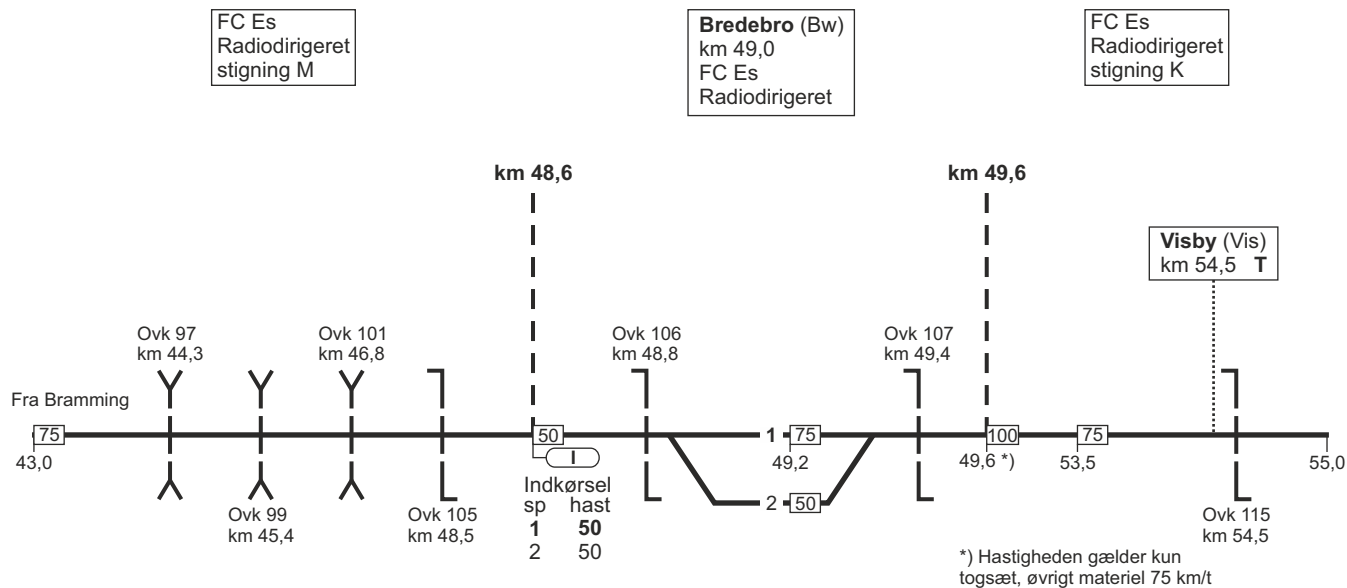 FC Es
Radiodirigeret
stigning M
Bredebro (Bw)
km 49,0
FC Es
Radiodirigeret
FC Es
Radiodirigeret
stigning K
km 48,6
km 49,6
Visby (Vis)
km 54,5 T
Ovk 97
km 44,3
Ovk 101
km 46,8
Ovk 106
km 48,8
Ovk 107
km 49,4
Fra Bramming
75
50
1
75
100
75
43,0
I
49,2
49,6 *)
53,5
55,0
Indkørsel
sp hast
1 50
2 50
2
50
Ovk 99
km 45,4
Ovk 105
km 48,5
Ovk 115
km 54,5
*) Hastigheden gælder kun
togsæt, øvrigt materiel 75 km/t